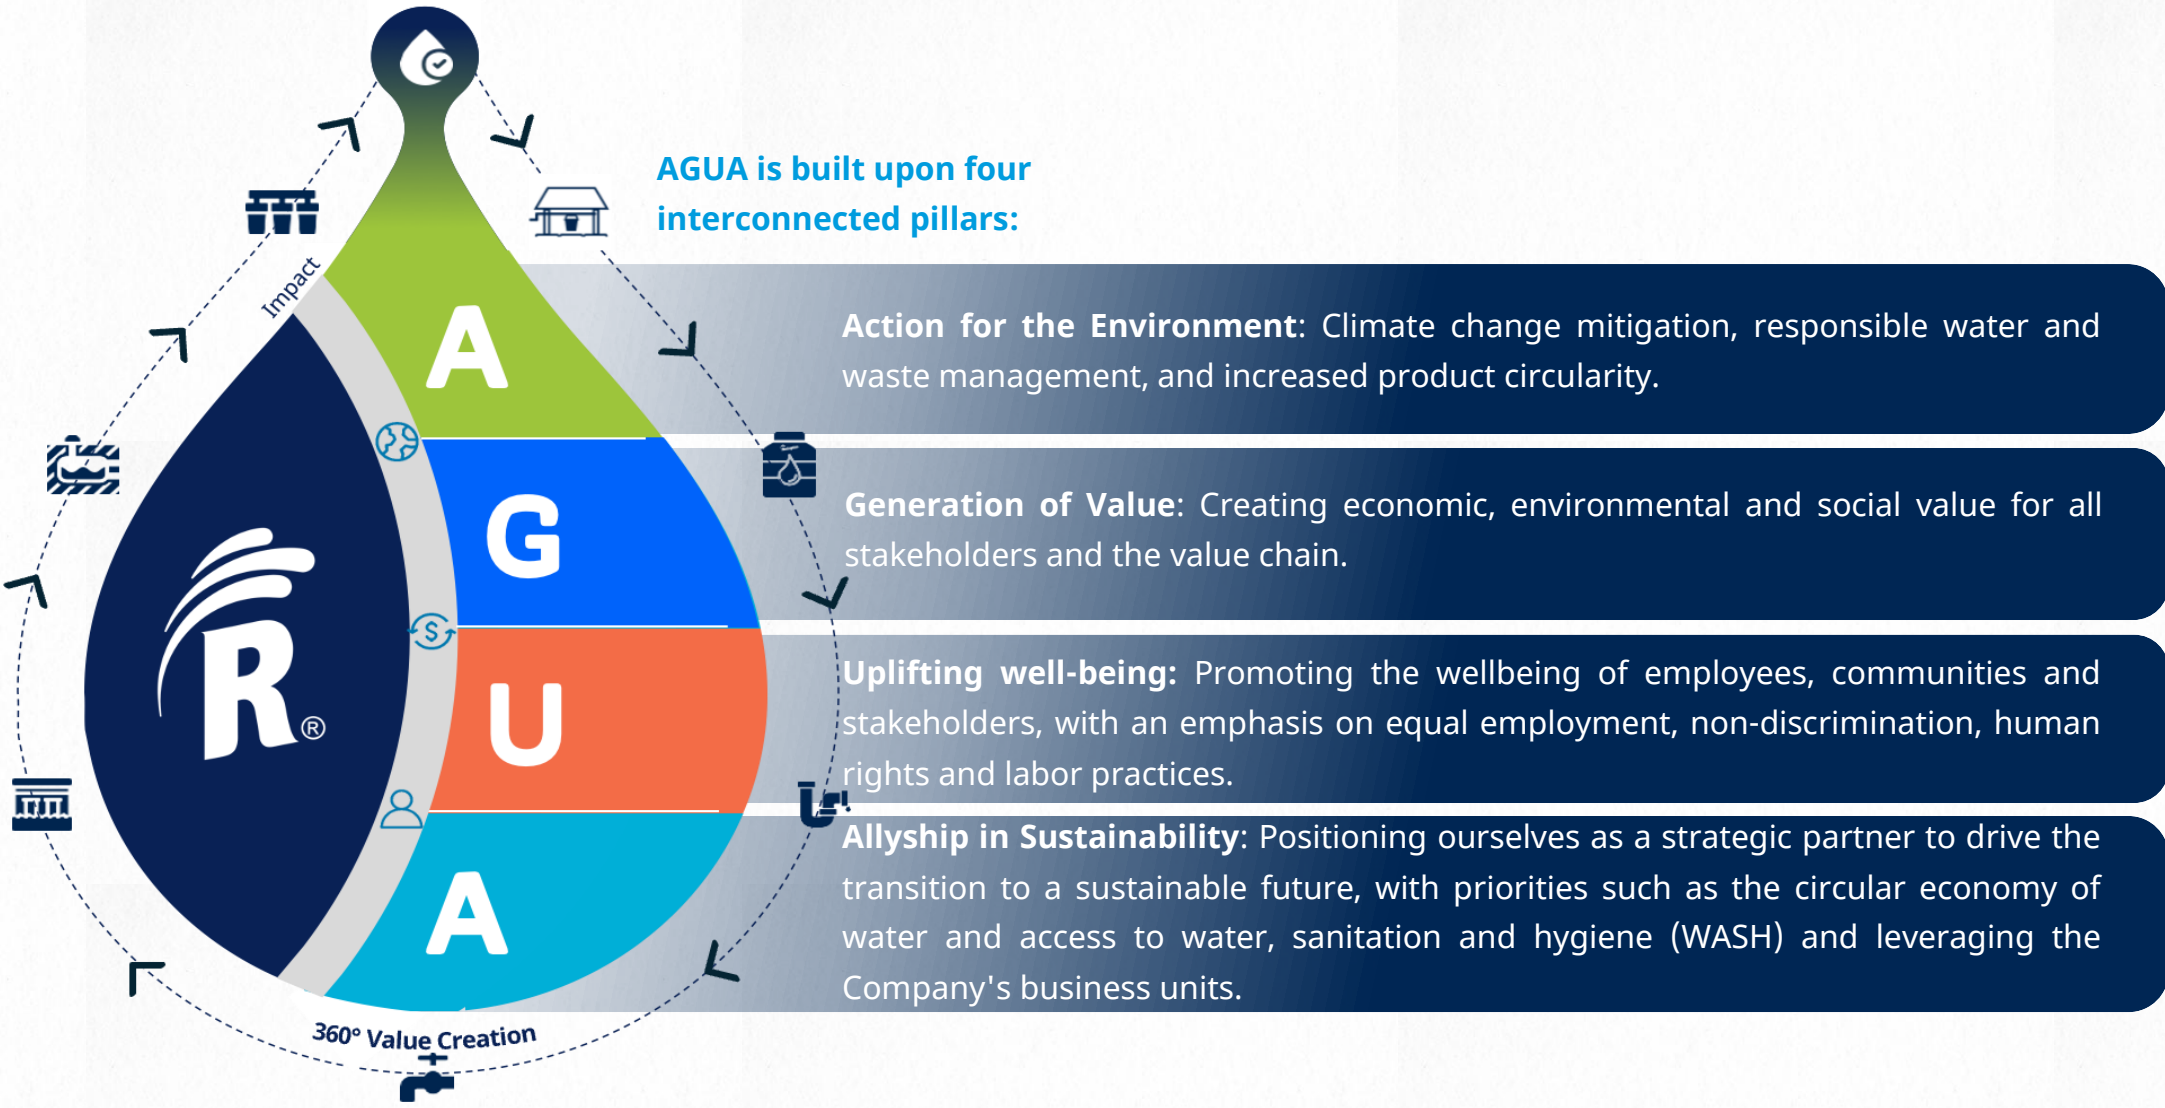 AGUA is built upon four
interconnected pillars:
Impact
A
Action for the Environment: Climate change mitigation, responsible water and
waste management, and increased product circularity.
G
Generation of Value: Creating economic, environmental and social value for all
stakeholders and the value chain.
R®
U
Uplifting well-being: Promoting the wellbeing of employees, communities and
stakeholders, with an emphasis on equal employment, non-discrimination, human
rights and labor practices.
A
Allyship in Sustainability: Positioning ourselves as a strategic partner to drive the
transition to a sustainable future, with priorities such as the circular economy of
water and access to water, sanitation and hygiene (WASH) and leveraging the
Company's business units.
360° Value Creation